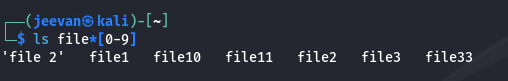 ┌──(jeevan㉿kali)-[~]
└─$ ls file*[0-9]
'file 2'   file1   file10   file11   file2   file3   file33